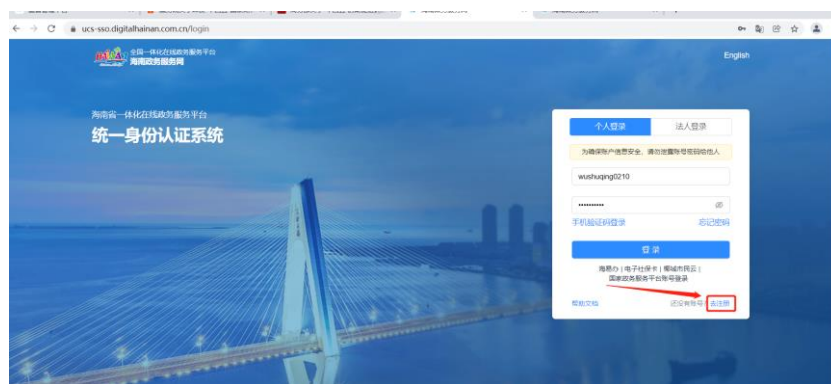 ucs-sso.digitalhainan.com.cn/login
全国一体化在线政务服务平台
海南政务服务网
English
海南省一体化在线政务服务平台
统一身份认证系统
个人登录 法人登录
为确保账户信息安全，请勿泄露账号密码给他人
wushuqing0210
••••••••••
手机验证码登录 忘记密码
登 录
海易办 | 电子社保卡 | 椰城市民云 |
国家政务服务平台账号登录
帮助文档 还没有账号? 去注册